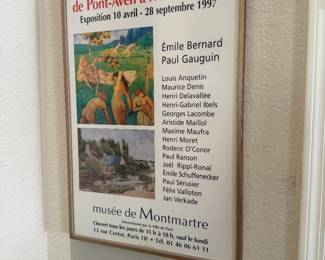 de Pont-Aven à
Exposition 10 avril - 28 septembre 1997
Émile Bernard
Paul Gauguin
Louis Anquetin
Maurice Denis
Henri Delavallée
Henri-Gabriel Ibels
Georges Lacombe
Aristide Maillol
Maxime Maufra
Henri Moret
Roderic O'Conor
Paul Ranson
Joël Rippl-Ronai
Émile Schuffenecker
Paul Sérusier
Félix Valloton
Jan Verkade
musée de Montmartre
Ouvert tous les jours de 11 h à 18 h, sauf le lundi
12 rue Cortot, Paris 18e • Tél. 01 46 06 61 11